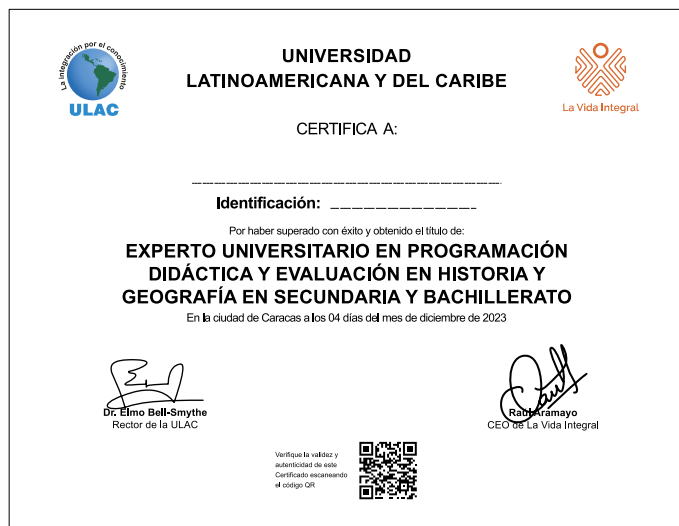 La integración por el conocimiento
ULAC
UNIVERSIDAD
LATINOAMERICANA Y DEL CARIBE
La Vida Integral
CERTIFICA A:
Identificación:
Por haber superado con éxito y obtenido el título de:
EXPERTO UNIVERSITARIO EN PROGRAMACIÓN
DIDÁCTICA Y EVALUACIÓN EN HISTORIA Y
GEOGRAFÍA EN SECUNDARIA Y BACHILLERATO
En la ciudad de Caracas a los 04 días del mes de diciembre de 2023
Dr. Elmo Bell-Smythe
Rector de la ULAC
Raúl Aramayo
CEO de La Vida Integral
Verifique la validez y
autenticidad de este
Certificado escaneando
el código QR